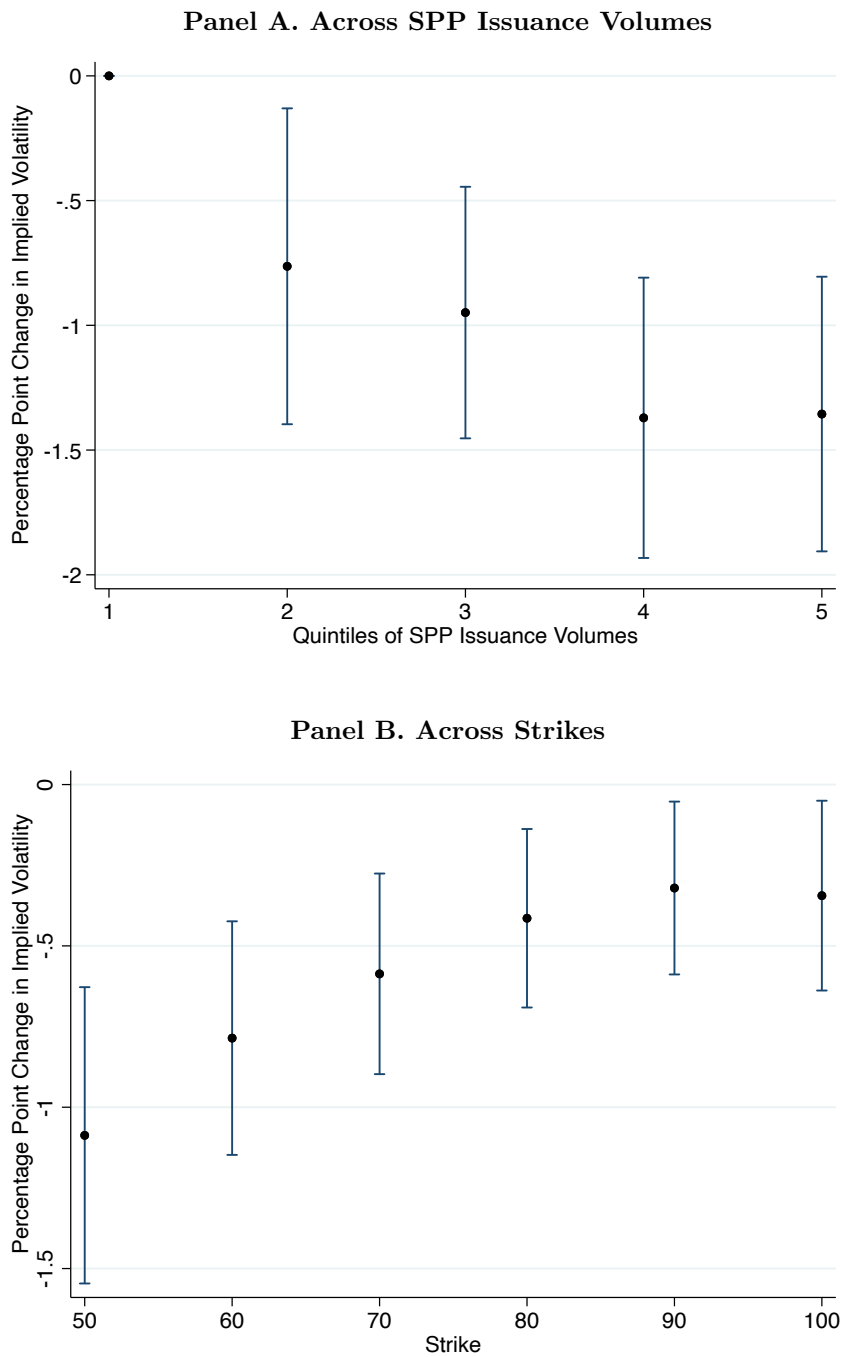 Panel A. Across SPP Issuance Volumes
Percentage Point Change in Implied Volatility
0
-.5
-1
-1.5
-2
1 2 3 4 5
Quintiles of SPP Issuance Volumes
Panel B. Across Strikes
Percentage Point Change in Implied Volatility
0
-.5
-1
-1.5
50 60 70 80 90 100
Strike